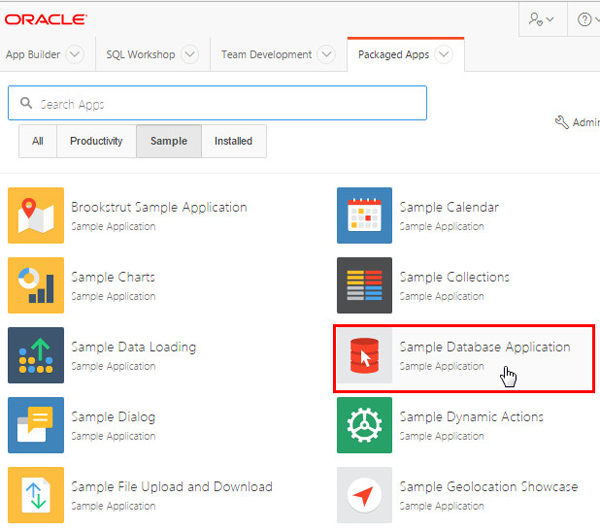 ORACLE
App Builder SQL Workshop Team Development Packaged Apps
Search Apps
Admin
All Productivity Sample Installed
Brookstrut Sample Application Sample Calendar
Sample Application Sample Application
Sample Charts Sample Collections
Sample Application Sample Application
Sample Data Loading Sample Database Application
Sample Application Sample Application
Sample Dialog Sample Dynamic Actions
Sample Application Sample Application
Sample File Upload and Download Sample Geolocation Showcase
Sample Application Sample Application